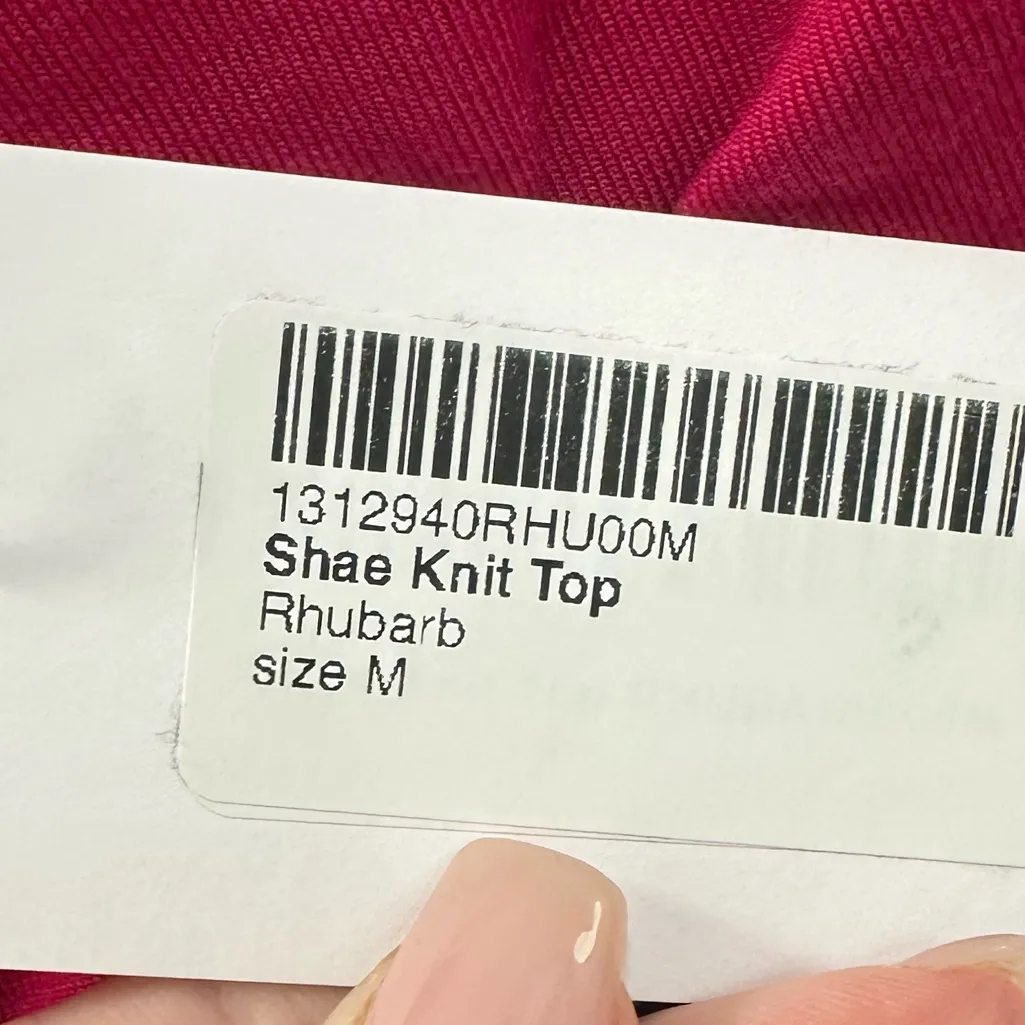 1312940RHU00M
Shae Knit Top
Rhubarb
size M